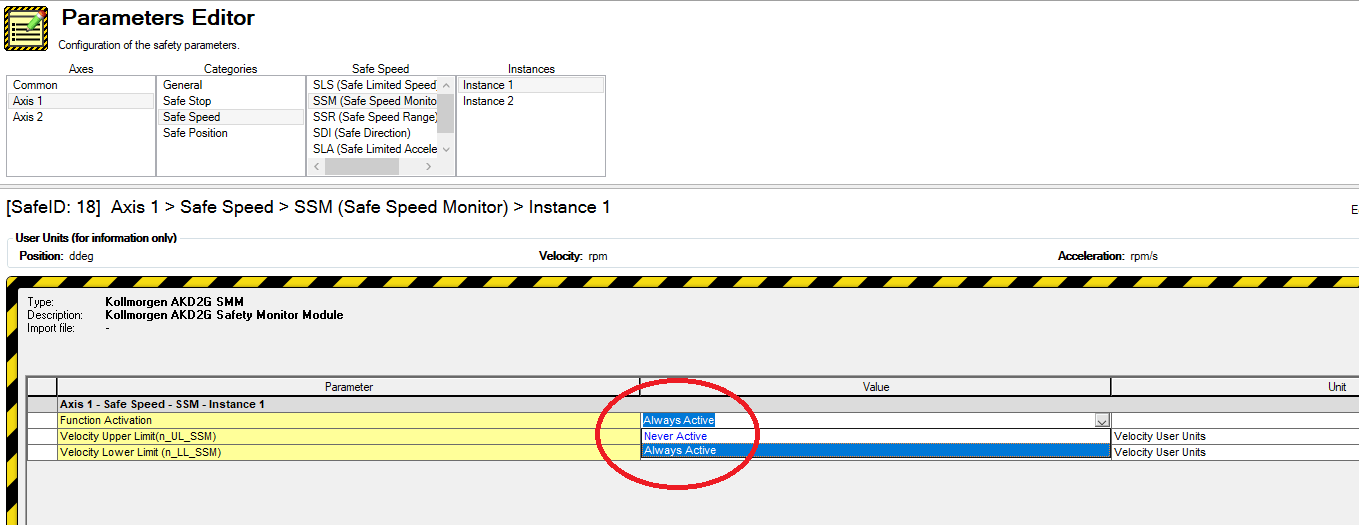 Parameters Editor
Configuration of the safety parameters.
Axes Categories Safe Speed Instances
Common General SLS (Safe Limited Speed) Instance 1
Axis 1 Safe Stop SSM (Safe Speed Monito Instance 2
Axis 2 Safe Speed SSR (Safe Speed Range)
Safe Position SDI (Safe Direction)
SLA (Safe Limited Accele
[SafeID: 18] Axis 1 > Safe Speed > SSM (Safe Speed Monitor) > Instance 1
E
User Units (for information only)
Position: ddeg Velocity: rpm Acceleration: rpm/s
Type: Kollmorgen AKD2G SMM
Description: Kollmorgen AKD2G Safety Monitor Module
Import file: -
Parameter Value Unit
Axis 1 - Safe Speed - SSM - Instance 1
Function Activation Always Active
Velocity Upper Limit(n_UL_SSM) Never Active Velocity User Units
Velocity Lower Limit (n_LL_SSM) Always Active Velocity User Units